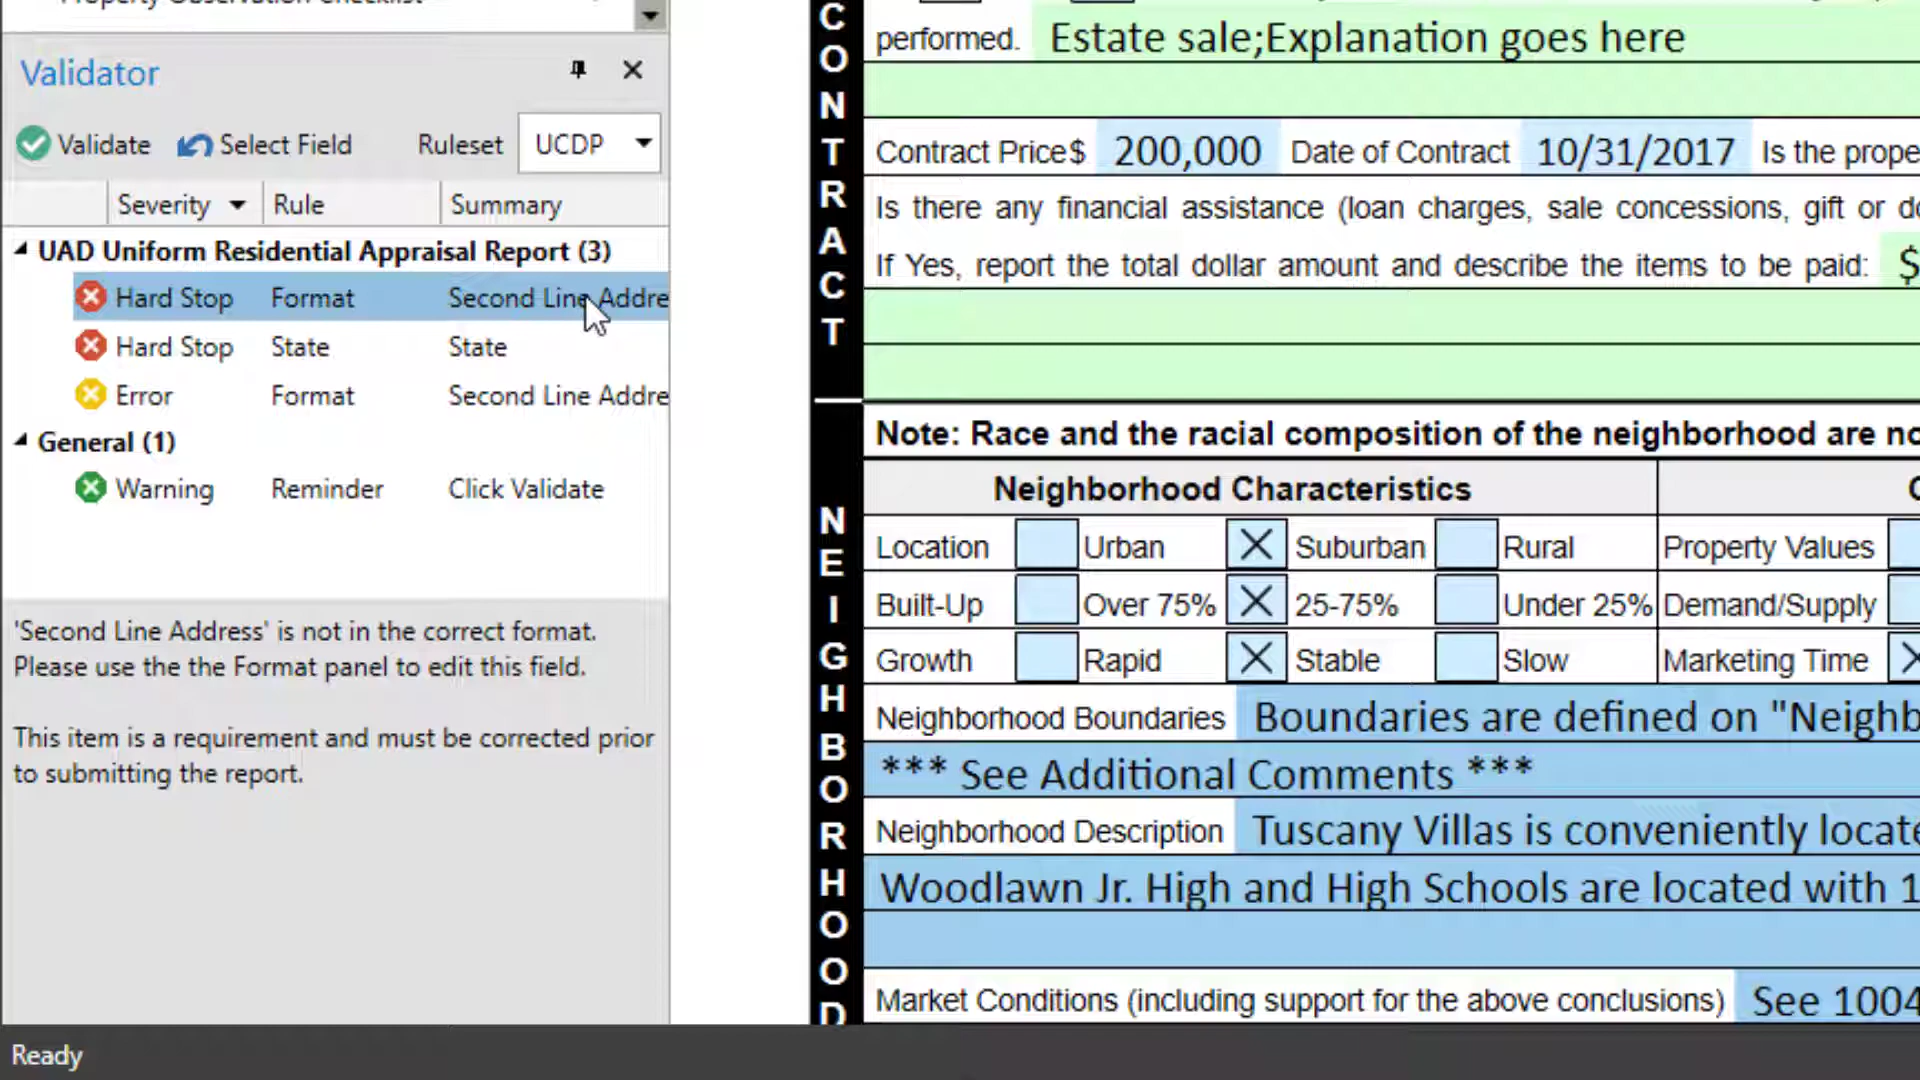 Property Observation Checklist
Validator
Validate Select Field Ruleset UCDP
Severity Rule Summary
UAD Uniform Residential Appraisal Report (3)
Hard Stop Format Second Line Addre
Hard Stop State State
Error Format Second Line Addre
General (1)
Warning Reminder Click Validate
'Second Line Address' is not in the correct format.
Please use the the Format panel to edit this field.
This item is a requirement and must be corrected prior
to submitting the report.
Ready
CONTRACT
performed. Estate sale;Explanation goes here
Contract Price $ 200,000 Date of Contract 10/31/2017 Is the prope
Is there any financial assistance (loan charges, sale concessions, gift or do
If Yes, report the total dollar amount and describe the items to be paid: $
Note: Race and the racial composition of the neighborhood are no
NEIGHBORHOOD
Neighborhood Characteristics
Location Urban X Suburban Rural Property Values
Built-Up Over 75% X 25-75% Under 25% Demand/Supply
Growth Rapid X Stable Slow Marketing Time X
Neighborhood Boundaries Boundaries are defined on "Neighb
*** See Additional Comments ***
Neighborhood Description Tuscany Villas is conveniently locate
Woodlawn Jr. High and High Schools are located with 1
Market Conditions (including support for the above conclusions) See 1004